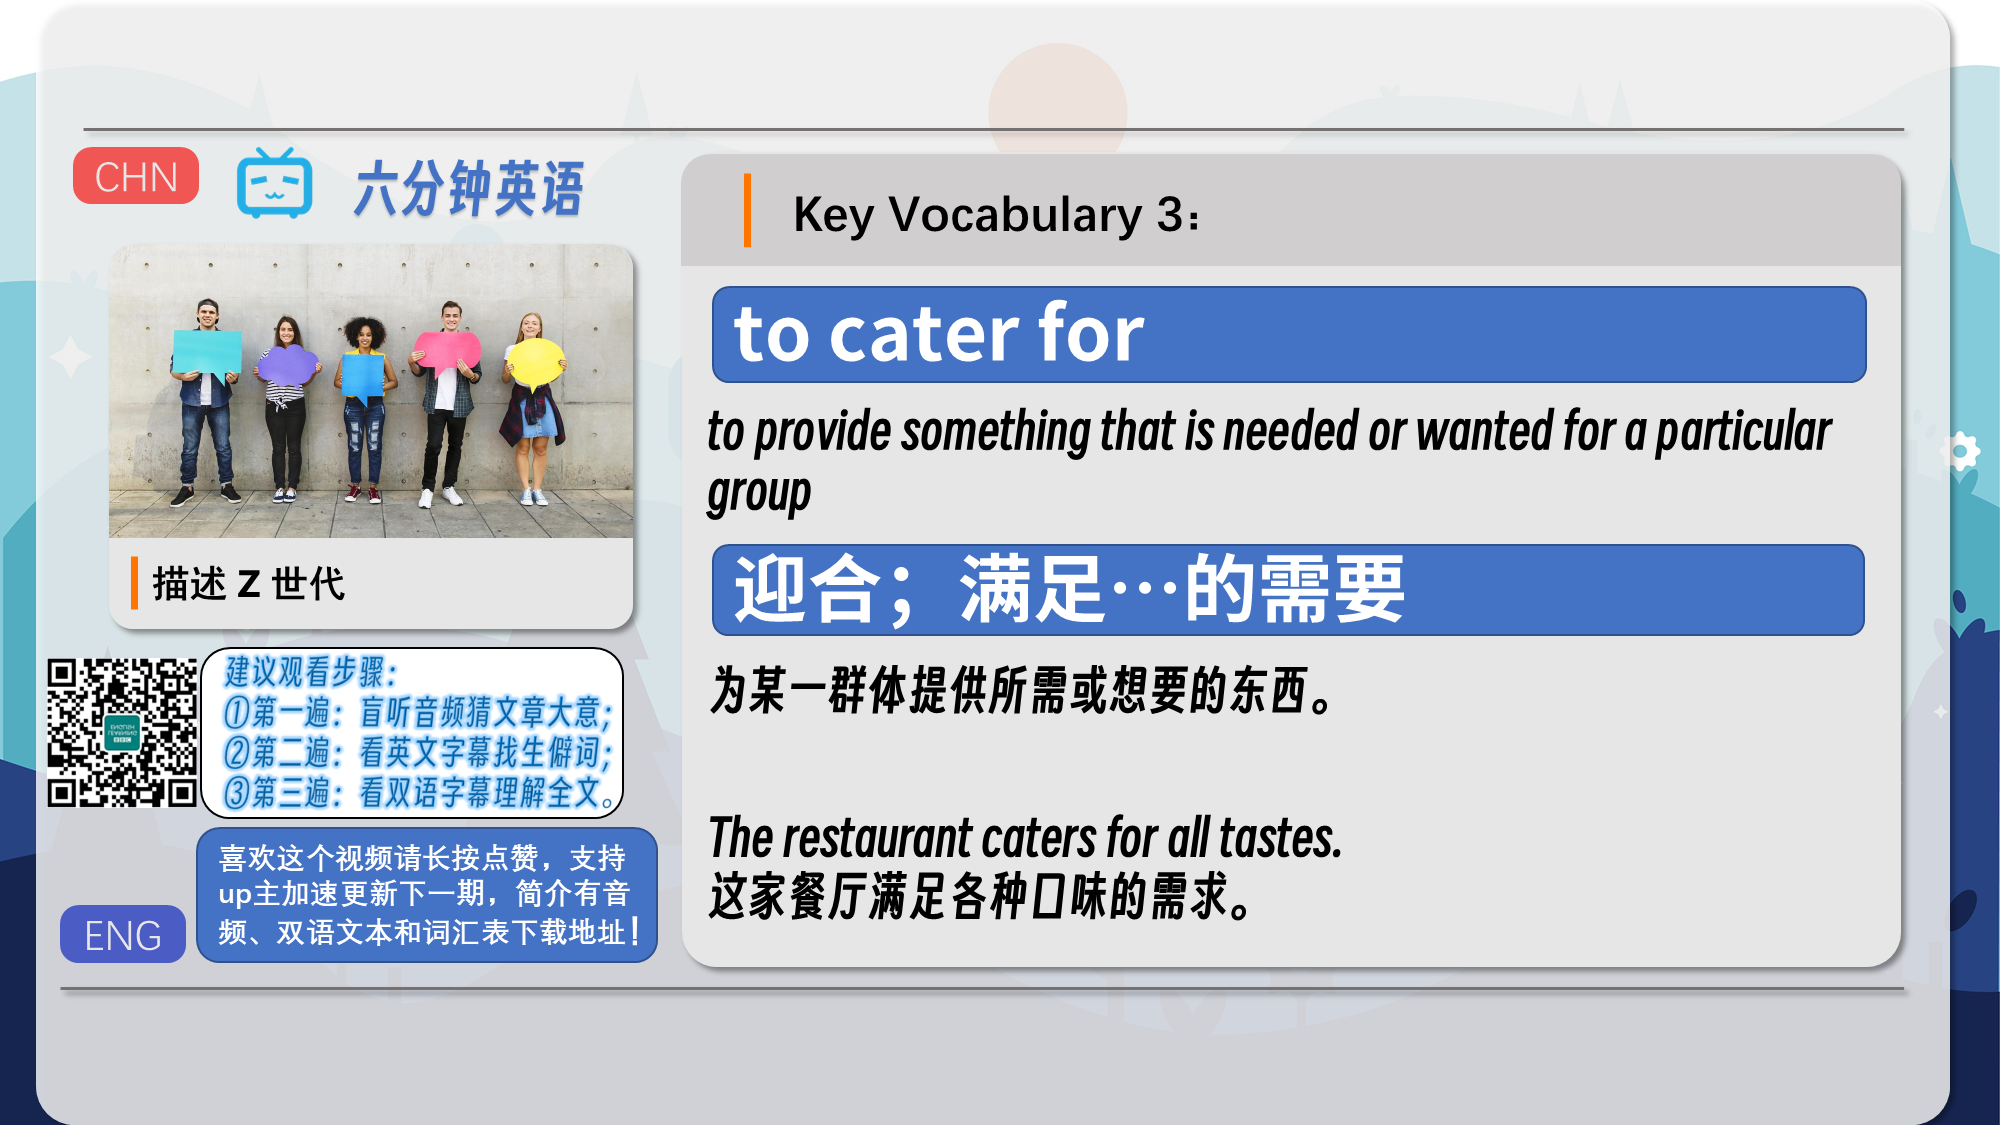 CHN
六分钟英语
描述 Z 世代
建议观看步骤：
①第一遍：盲听音频猜文章大意；
②第二遍：看英文字幕找生僻词；
③第三遍：看双语字幕理解全文。
喜欢这个视频请长按点赞，支持
up主加速更新下一期，简介有音
频、双语文本和词汇表下载地址！
ENG
Key Vocabulary 3：
to cater for
to provide something that is needed or wanted for a particular
group
迎合；满足…的需要
为某一群体提供所需或想要的东西。
The restaurant caters for all tastes.
这家餐厅满足各种口味的需求。